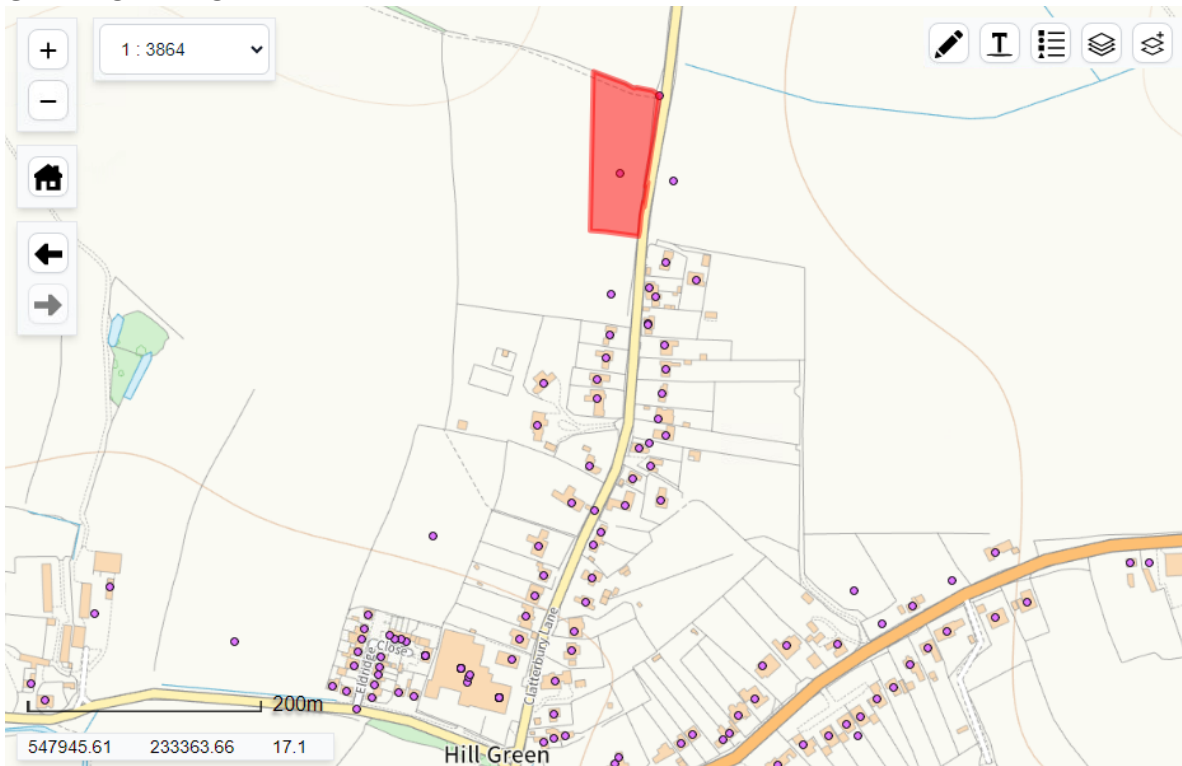 1 : 3864
T
Eldridge Close
Clatterbury Lane
200m
547945.61 233363.66 17.1
Hill Green